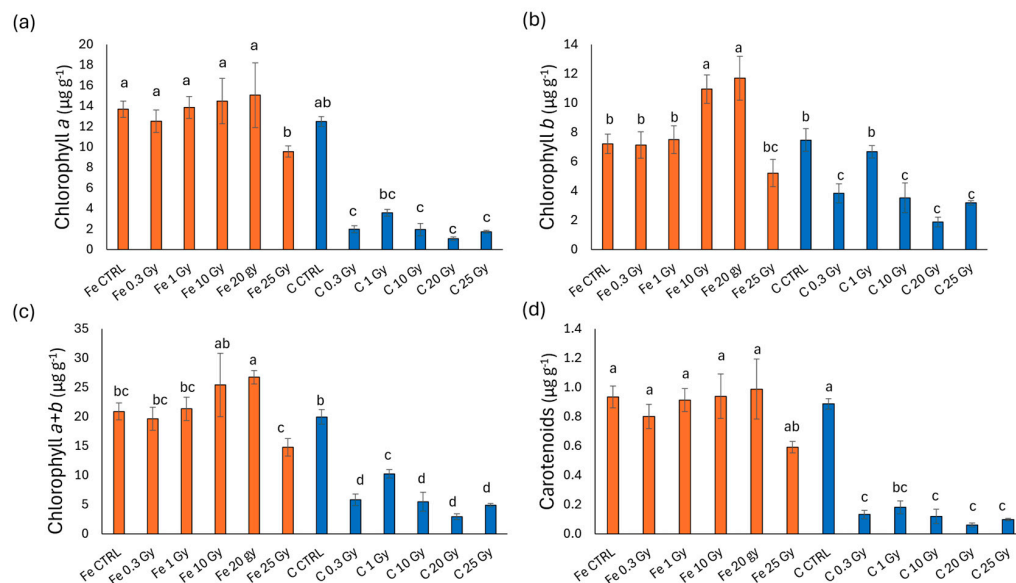 (a)
Chlorophyll a (µg g-1)
20
18
16
14
12
10
8
6
4
2
0
a
a
a
a
a
b
ab
c
bc
c
c
c
Fe CTRL
Fe 0.3 Gy
Fe 1 Gy
Fe 10 Gy
Fe 20 gy
Fe 25 Gy
C CTRL
C 0.3 Gy
C 1 Gy
C 10 Gy
C 20 Gy
C 25 Gy
(b)
Chlorophyll b (µg g-1)
14
12
10
8
6
4
2
0
b
b
b
a
a
bc
b
c
b
c
c
c
Fe CTRL
Fe 0.3 Gy
Fe 1 Gy
Fe 10 Gy
Fe 20 gy
Fe 25 Gy
C CTRL
C 0.3 Gy
C 1 Gy
C 10 Gy
C 20 Gy
C 25 Gy
(c)
Chlorophyll a+b (µg g-1)
35
30
25
20
15
10
5
0
bc
bc
bc
ab
a
c
b
d
c
d
d
d
Fe CTRL
Fe 0.3 Gy
Fe 1 Gy
Fe 10 Gy
Fe 20 gy
Fe 25 Gy
C CTRL
C 0.3 Gy
C 1 Gy
C 10 Gy
C 20 Gy
C 25 Gy
(d)
Carotenoids (µg g-1)
1.4
1.2
1.0
0.8
0.6
0.4
0.2
0.0
a
a
a
a
a
ab
a
c
bc
c
c
c
Fe CTRL
Fe 0.3 Gy
Fe 1 Gy
Fe 10 Gy
Fe 20 gy
Fe 25 Gy
C CTRL
C 0.3 Gy
C 1 Gy
C 10 Gy
C 20 Gy
C 25 Gy